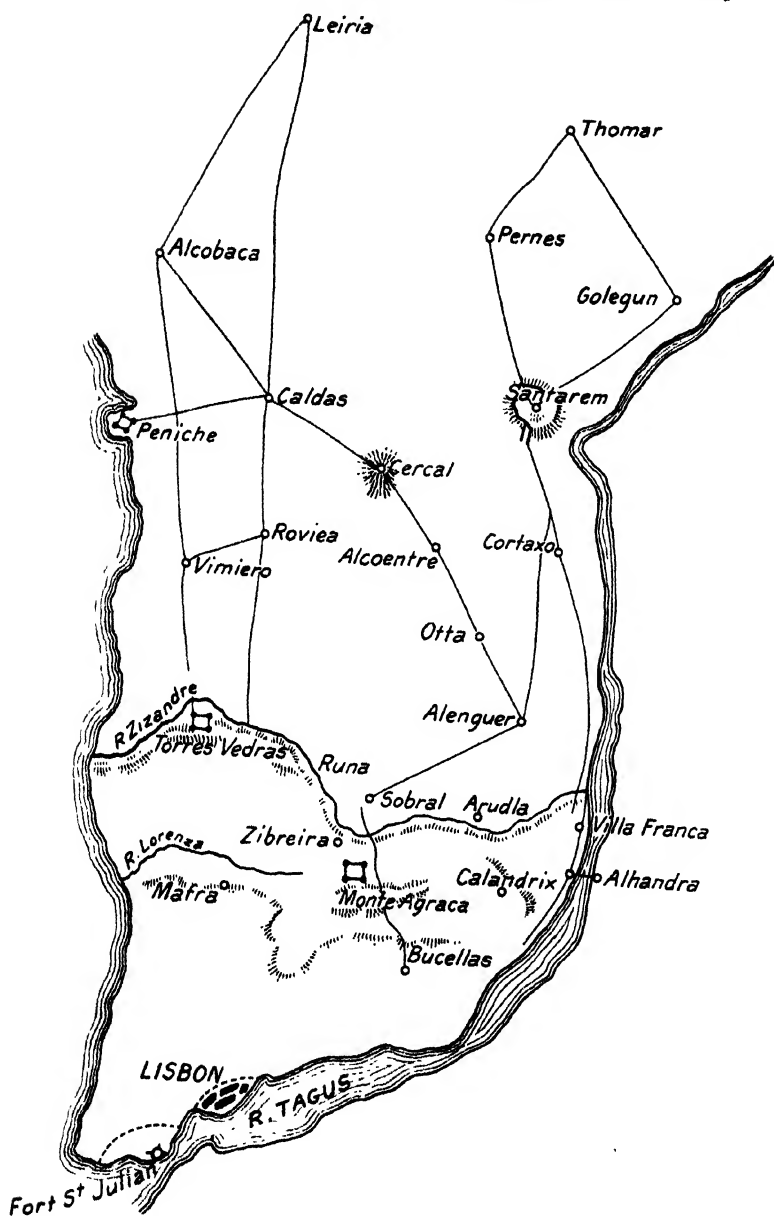 Leiria
Thomar
Pernes
Alcobaca
Golegun
Caldas
Santarem
Peniche
Cercal
Roviea
Alcoentre
Cortaxo
Vimiero
Otta
Alenguer
R Zizandre
Torres Vedras
Runa
Sobral
Arudla
Villa Franca
Zibreira
R. Lorenza
Calandrix
Alhandra
Mafra
Monte Agraca
Bucellas
LISBON
R. TAGUS
Fort St Julian